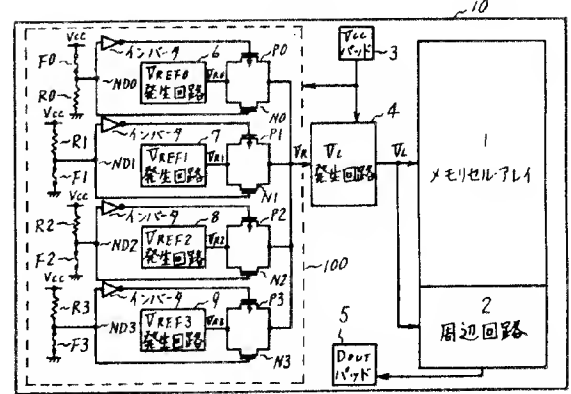 10
Vcc
F0
R0
インバータ
ND0
6
VREF0
発生回路
VR0
P0
N0
Vcc
R1
F1
インバータ
ND1
7
VREF1
発生回路
VR1
P1
N1
Vcc
R2
F2
インバータ
ND2
8
VREF2
発生回路
VR2
P2
N2
Vcc
R3
F3
インバータ
ND3
9
VREF3
発生回路
VR3
P3
N3
100
VR
Vcc
パッド
3
4
VL
発生回路
VL
1
メモリセル・アレイ
2
周辺回路
5
DOUT
パッド